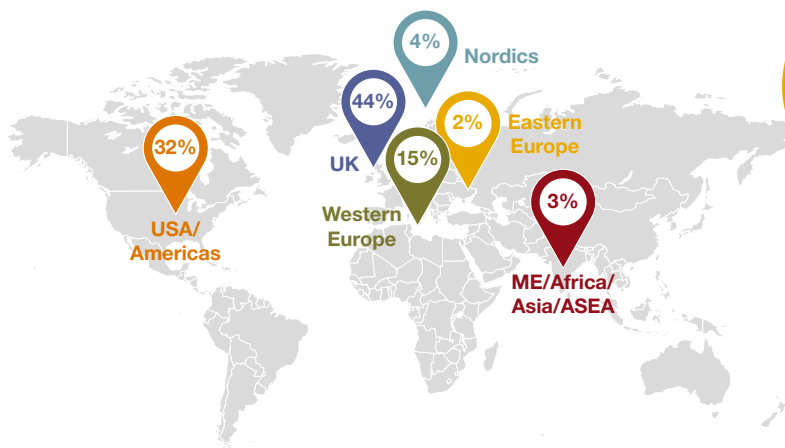 4%
Nordics
44%
UK
2%
Eastern
Europe
32%
USA/
Americas
15%
Western
Europe
3%
ME/Africa/
Asia/ASEA